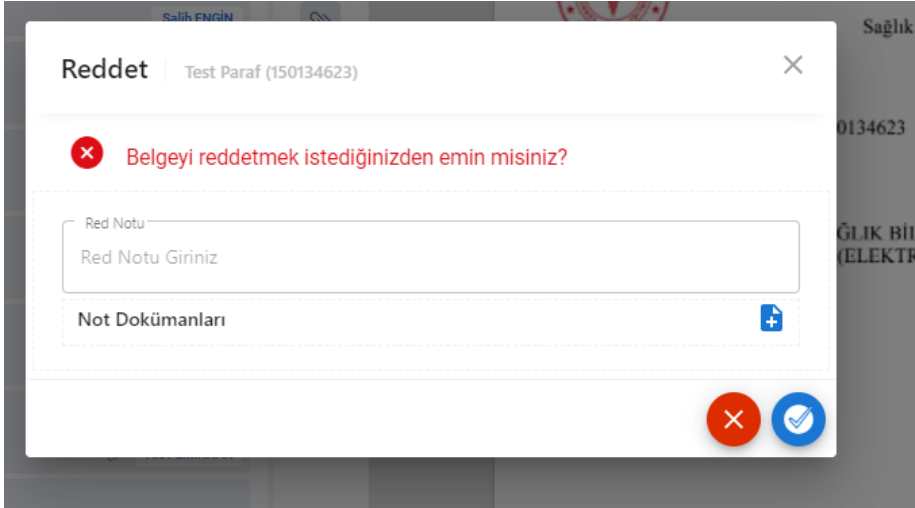 Salih ENGİN
Sağlık
Reddet
Test Paraf (150134623)
0134623
Belgeyi reddetmek istediğinizden emin misiniz?
Red Notu
Red Notu Giriniz
ĞLIK Bİ
(ELEKTR
Not Dokümanları